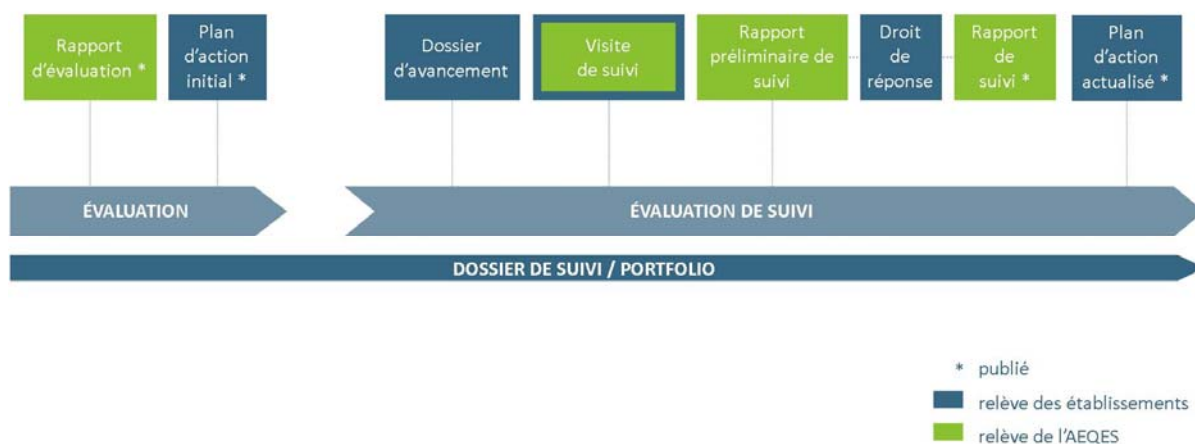 Rapport
d'évaluation *
Plan
d'action
initial *
Dossier
d'avancement
Visite
de suivi
Rapport
préliminaire de
suivi
Droit
de
réponse
Rapport
de
suivi *
Plan
d'action
actualisé *
ÉVALUATION
ÉVALUATION DE SUIVI
DOSSIER DE SUIVI / PORTFOLIO
* publié
relève des établissements
relève de l'AEQES